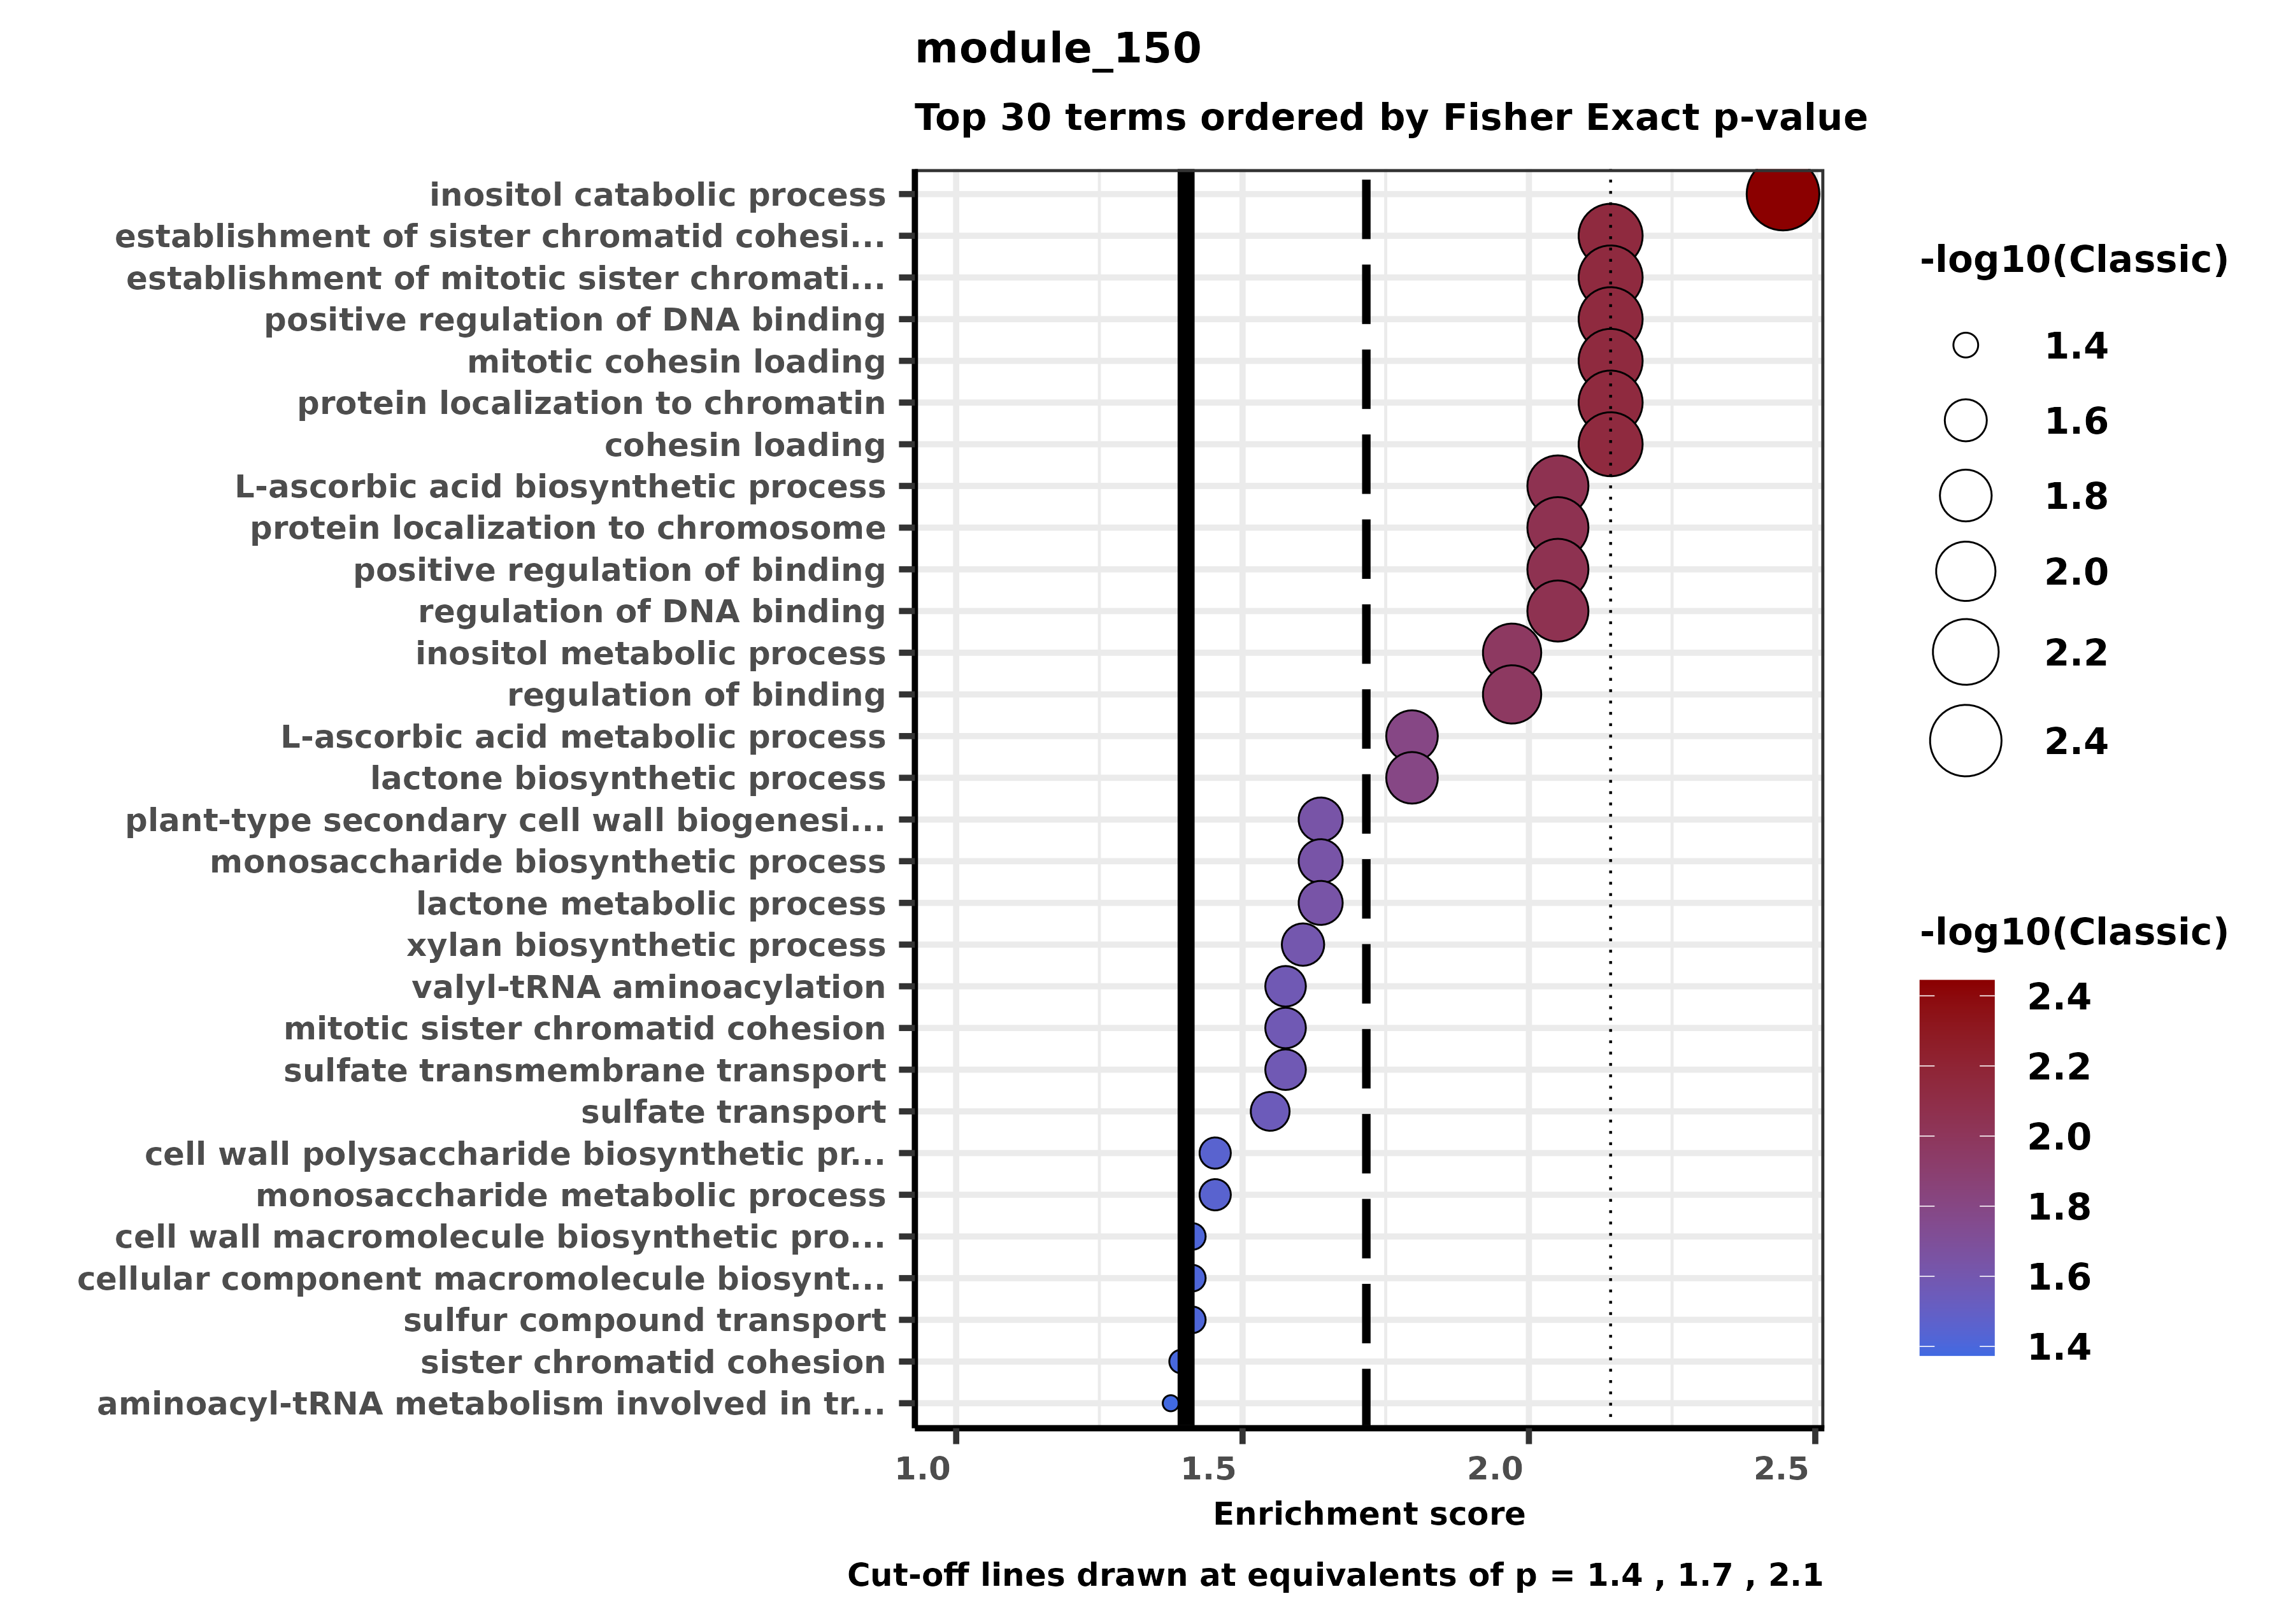 module_150
Top 30 terms ordered by Fisher Exact p-value
inositol catabolic process
establishment of sister chromatid cohesi...
establishment of mitotic sister chromati...
positive regulation of DNA binding
mitotic cohesin loading
protein localization to chromatin
cohesin loading
L-ascorbic acid biosynthetic process
protein localization to chromosome
positive regulation of binding
regulation of DNA binding
inositol metabolic process
regulation of binding
L-ascorbic acid metabolic process
lactone biosynthetic process
plant-type secondary cell wall biogenesi...
monosaccharide biosynthetic process
lactone metabolic process
xylan biosynthetic process
valyl-tRNA aminoacylation
mitotic sister chromatid cohesion
sulfate transmembrane transport
sulfate transport
cell wall polysaccharide biosynthetic pr...
monosaccharide metabolic process
cell wall macromolecule biosynthetic pro...
cellular component macromolecule biosynt...
sulfur compound transport
sister chromatid cohesion
aminoacyl-tRNA metabolism involved in tr...
1.0 1.5 2.0 2.5
Enrichment score
Cut-off lines drawn at equivalents of p = 1.4 , 1.7 , 2.1
-log10(Classic)
1.4
1.6
1.8
2.0
2.2
2.4
-log10(Classic)
2.4
2.2
2.0
1.8
1.6
1.4